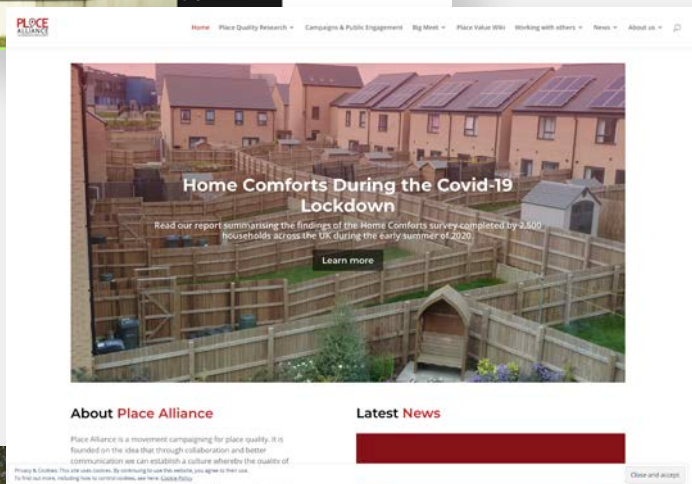 PLACE
ALLIANCE
Home Place Quality Research Campaigns & Public Engagement Big Meet Place Value Wiki Working with others News About us
Home Comforts During the Covid-19
Lockdown
Read our report summarising the findings of the Home Comforts survey completed by 2,500
households across the UK during the early summer of 2020
Learn more
About Place Alliance
Place Alliance is a movement campaigning for place quality. It is
founded on the idea that through collaboration and better
communication we can establish a culture whereby the quality of
Latest News
Privacy & Cookies: This site uses cookies. By continuing to use this website, you agree to their use.
To find out more, including how to control cookies, see here: Cookie Policy
Close and accept